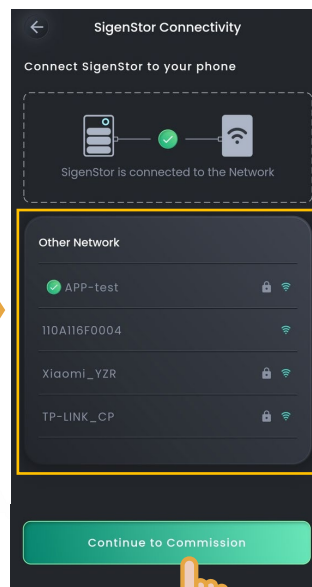 SigenStor Connectivity
Connect SigenStor to your phone
SigenStor is connected to the Network
Other Network
APP-test
110A116F0004
Xiaomi_YZR
TP-LINK_CP
Continue to Commission